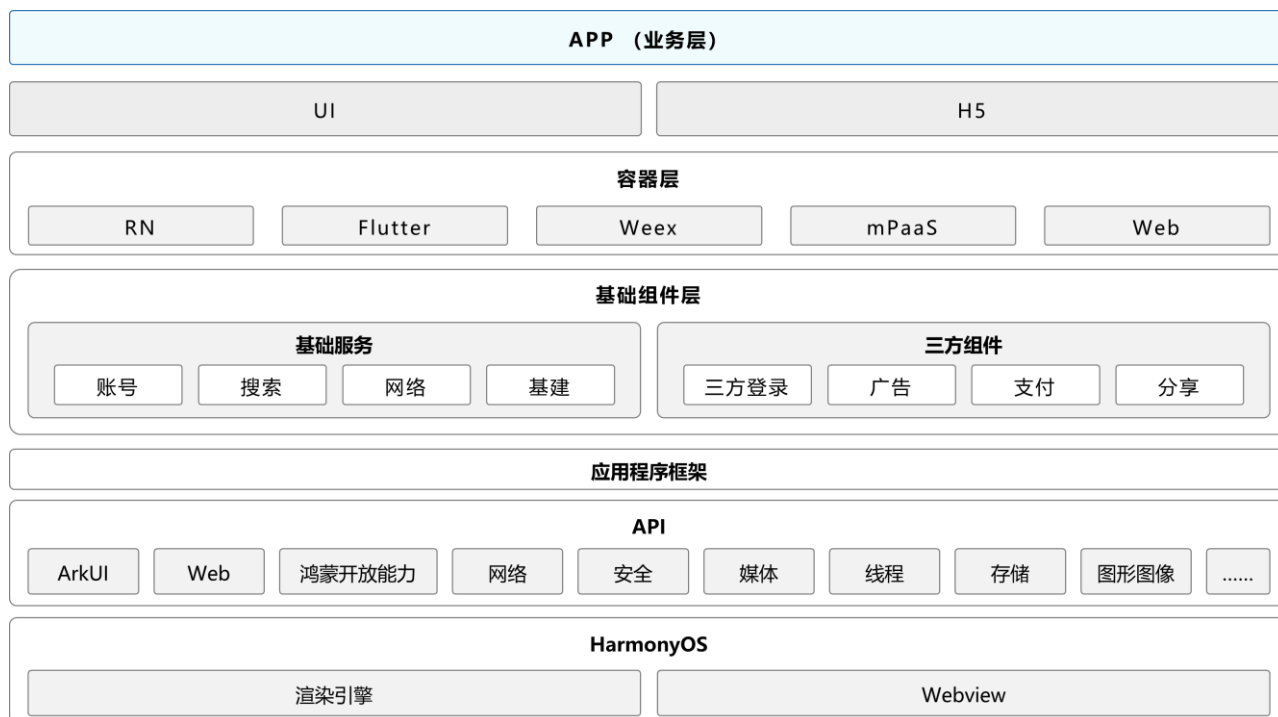 APP （业务层）
UI H5
容器层
RN Flutter Weex mPaaS Web
基础组件层
基础服务 三方组件
账号 搜索 网络 基建 三方登录 广告 支付 分享
应用程序框架
API
ArkUI Web 鸿蒙开放能力 网络 安全 媒体 线程 存储 图形图像 ......
HarmonyOS
渲染引擎 Webview